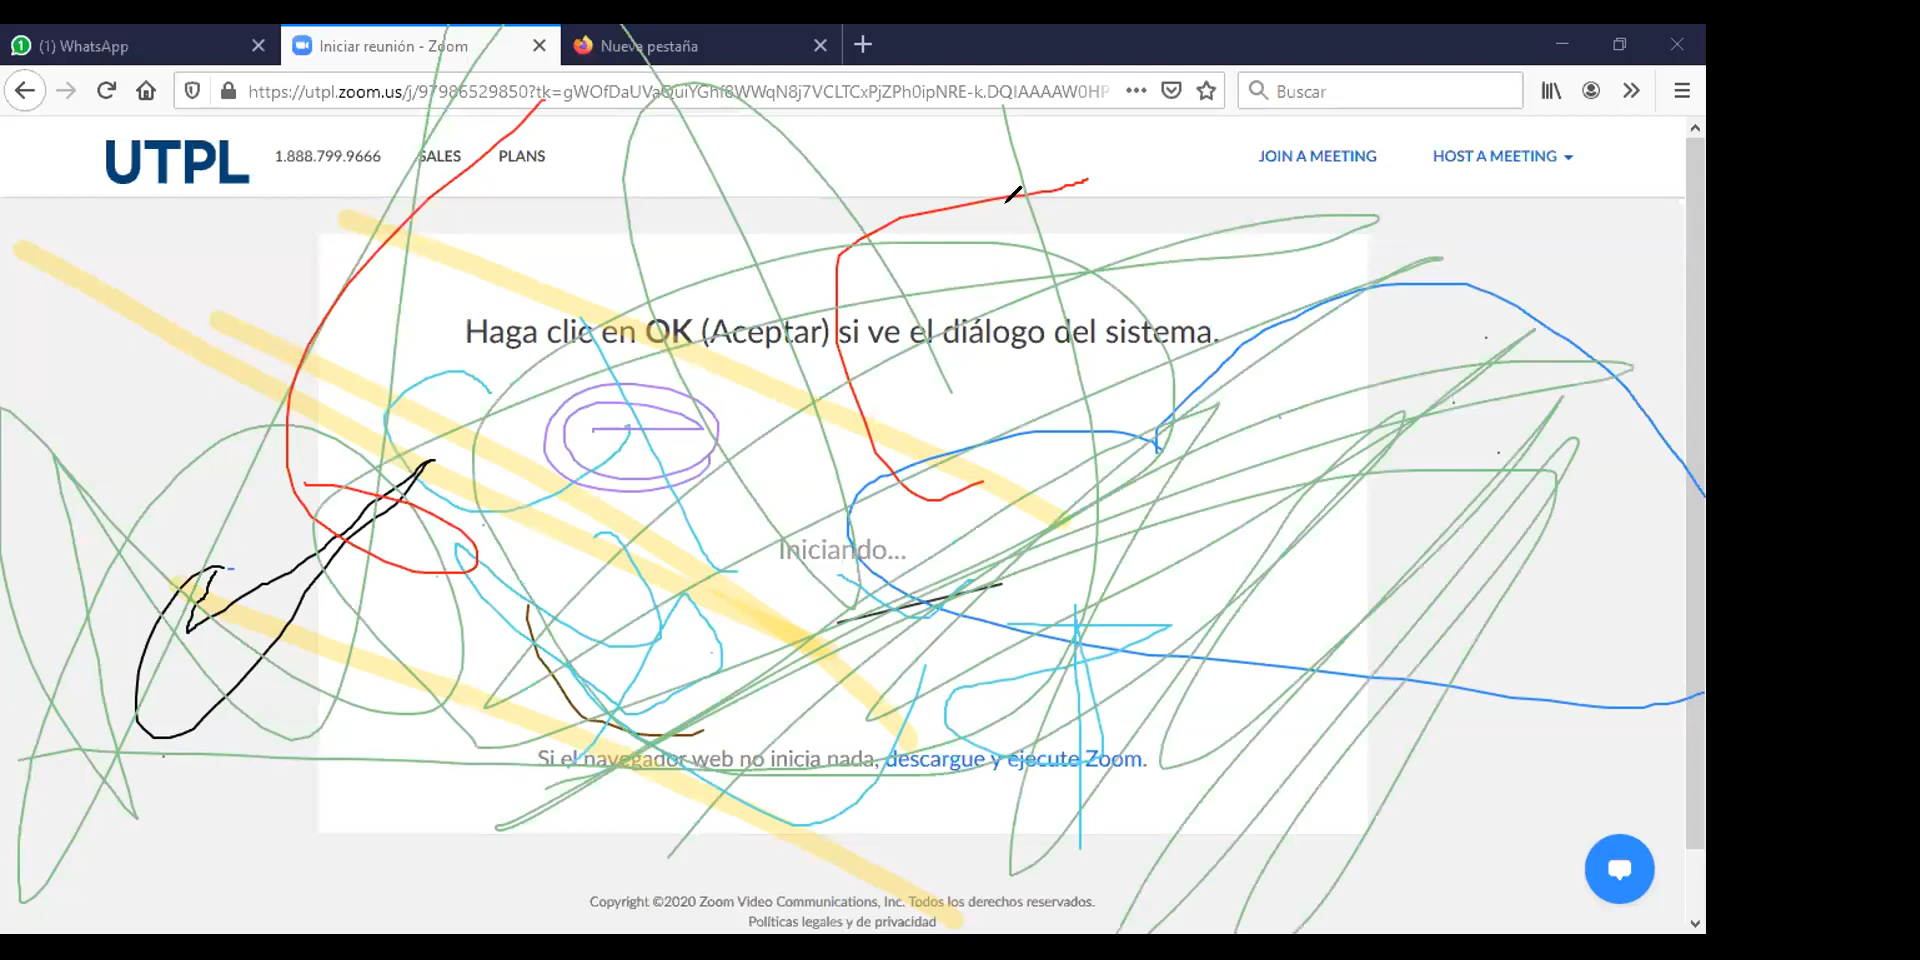 (1) WhatsApp
Iniciar reunión - Zoom
Nueva pestaña
https://utpl.zoom.us/j/97986529850?tk=gWOfDaUVaQuiYGhf8WWqN8j7VCLTCxPjZPh0ipNRE-k.DQIAAAAW0HP
Buscar
UTPL
1.888.799.9666
SALES
PLANS
JOIN A MEETING
HOST A MEETING
Haga clic en OK (Aceptar) si ve el diálogo del sistema.
Iniciando...
Si el navegador web no inicia nada, descargue y ejecute Zoom.
Copyright ©2020 Zoom Video Communications, Inc. Todos los derechos reservados.
Políticas legales y de privacidad